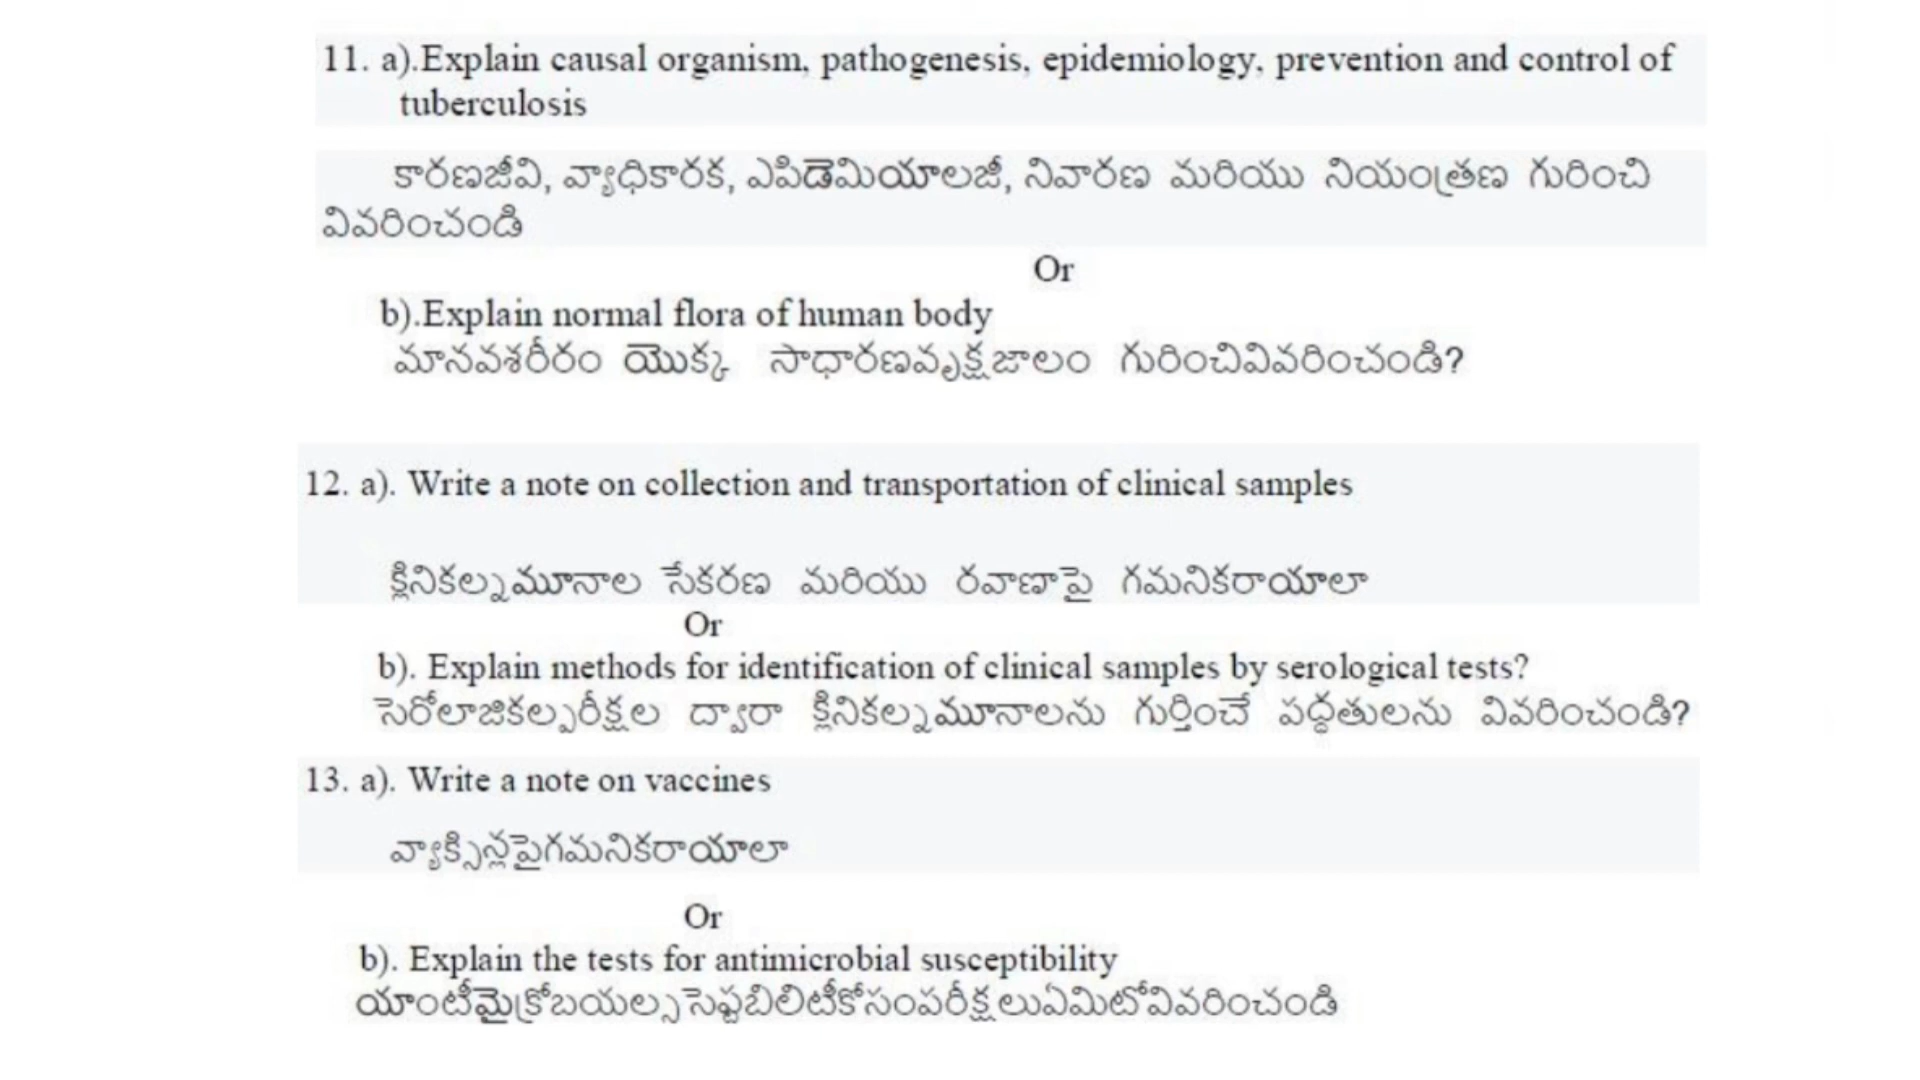 11. a).Explain causal organism, pathogenesis, epidemiology, prevention and control of
tuberculosis
కారణజీవి, వ్యాధికారక, ఎపిడెమియాలజీ, నివారణ మరియు నియంత్రణ గురించి
వివరించండి
Or
b).Explain normal flora of human body
మానవశరీరం యొక్క సాధారణవృక్షజాలం గురించివివరించండి?
12. a). Write a note on collection and transportation of clinical samples
క్లినికల్నమూనాల సేకరణ మరియు రవాణాపై గమనికరాయాలా
Or
b). Explain methods for identification of clinical samples by serological tests?
సెరోలాజికల్పరీక్షల ద్వారా క్లినికల్నమూనాలను గుర్తించే పద్ధతులను వివరించండి?
13. a). Write a note on vaccines
వ్యాక్సిన్లపైగమనికరాయాలా
Or
b). Explain the tests for antimicrobial susceptibility
యాంటీమైక్రోబయల్ససెప్టబిలిటీకోసంపరీక్షలుఏమిటోవివరించండి